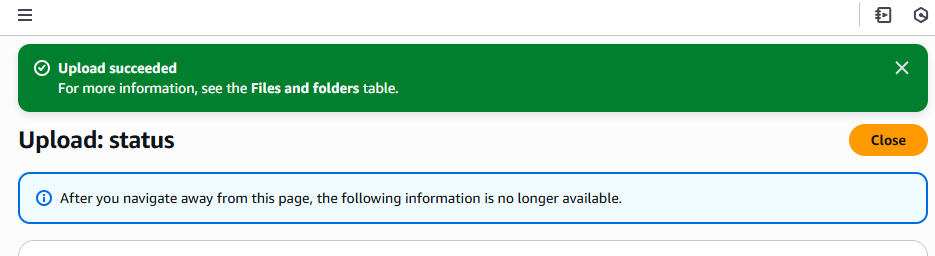 Upload succeeded
For more information, see the Files and folders table.
Upload: status
Close
After you navigate away from this page, the following information is no longer available.